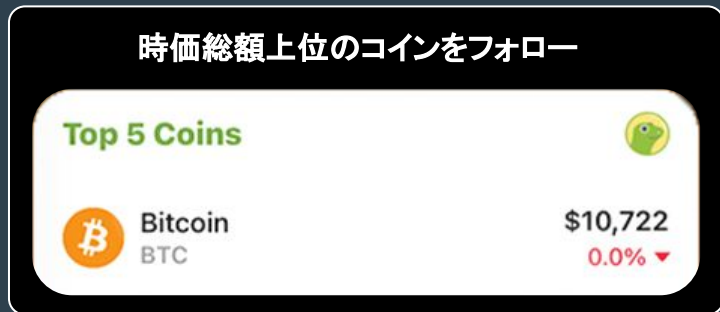 時価総額上位のコインをフォロー
Top 5 Coins
Bitcoin
$10,722
BTC
0.0% ▼